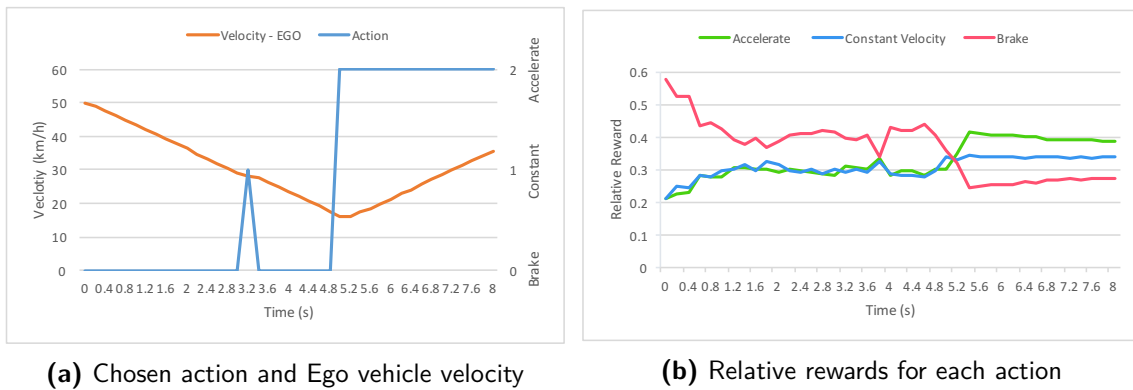 Velocity - EGO Action
60
50
40
30
20
10
0
Veclotiy (km/h)
2
1
0
Accelerate
Constant
Brake
0 0.4 0.8 1.2 1.6 2 2.4 2.8 3.2 3.6 4 4.4 4.8 5.2 5.6 6 6.4 6.8 7.2 7.6 8
Time (s)
(a) Chosen action and Ego vehicle velocity
Accelerate Constant Velocity Brake
0.6
0.5
0.4
0.3
0.2
0.1
0
Relative Reward
0 0.4 0.8 1.2 1.6 2 2.4 2.8 3.2 3.6 4 4.4 4.8 5.2 5.6 6 6.4 6.8 7.2 7.6 8
Time (s)
(b) Relative rewards for each action